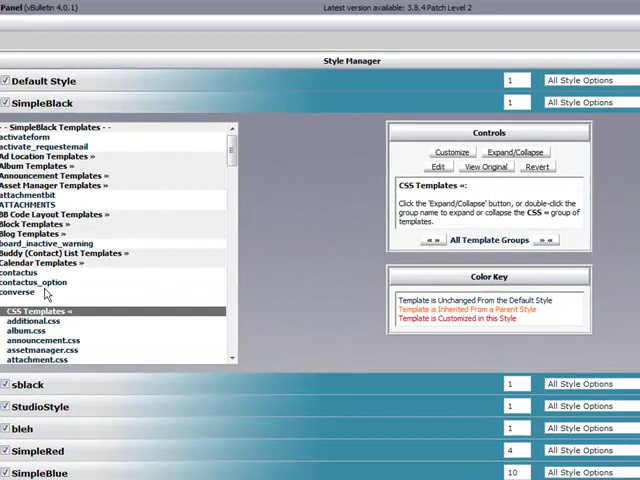 Panel (vBulletin 4.0.1) Latest version available: 3.8.4 Patch Level 2
Style Manager
Default Style 1 All Style Options
SimpleBlack 1 All Style Options
- - SimpleBlack Templates - -
activateform
activate_requestemail
Ad Location Templates »
Album Templates »
Announcement Templates »
Asset Manager Templates »
attachmentbit
ATTACHMENTS
BB Code Layout Templates »
Block Templates »
Blog Templates »
board_inactive_warning
Buddy (Contact) List Templates »
Calendar Templates »
contactus
contactus_option
converse
CSS Templates «
additional.css
album.css
announcement.css
assetmanager.css
attachment.css
Controls
Customize Expand/Collapse
Edit View Original Revert
CSS Templates «:
Click the 'Expand/Collapse' button, or double-click the
group name to expand or collapse the CSS « group of
templates.
« » All Template Groups » «
Color Key
Template is Unchanged From the Default Style
Template is Inherited From a Parent Style
Template is Customized in this Style
sblack 1 All Style Options
StudioStyle 1 All Style Options
bleh 1 All Style Options
SimpleRed 4 All Style Options
SimpleBlue 10 All Style Options